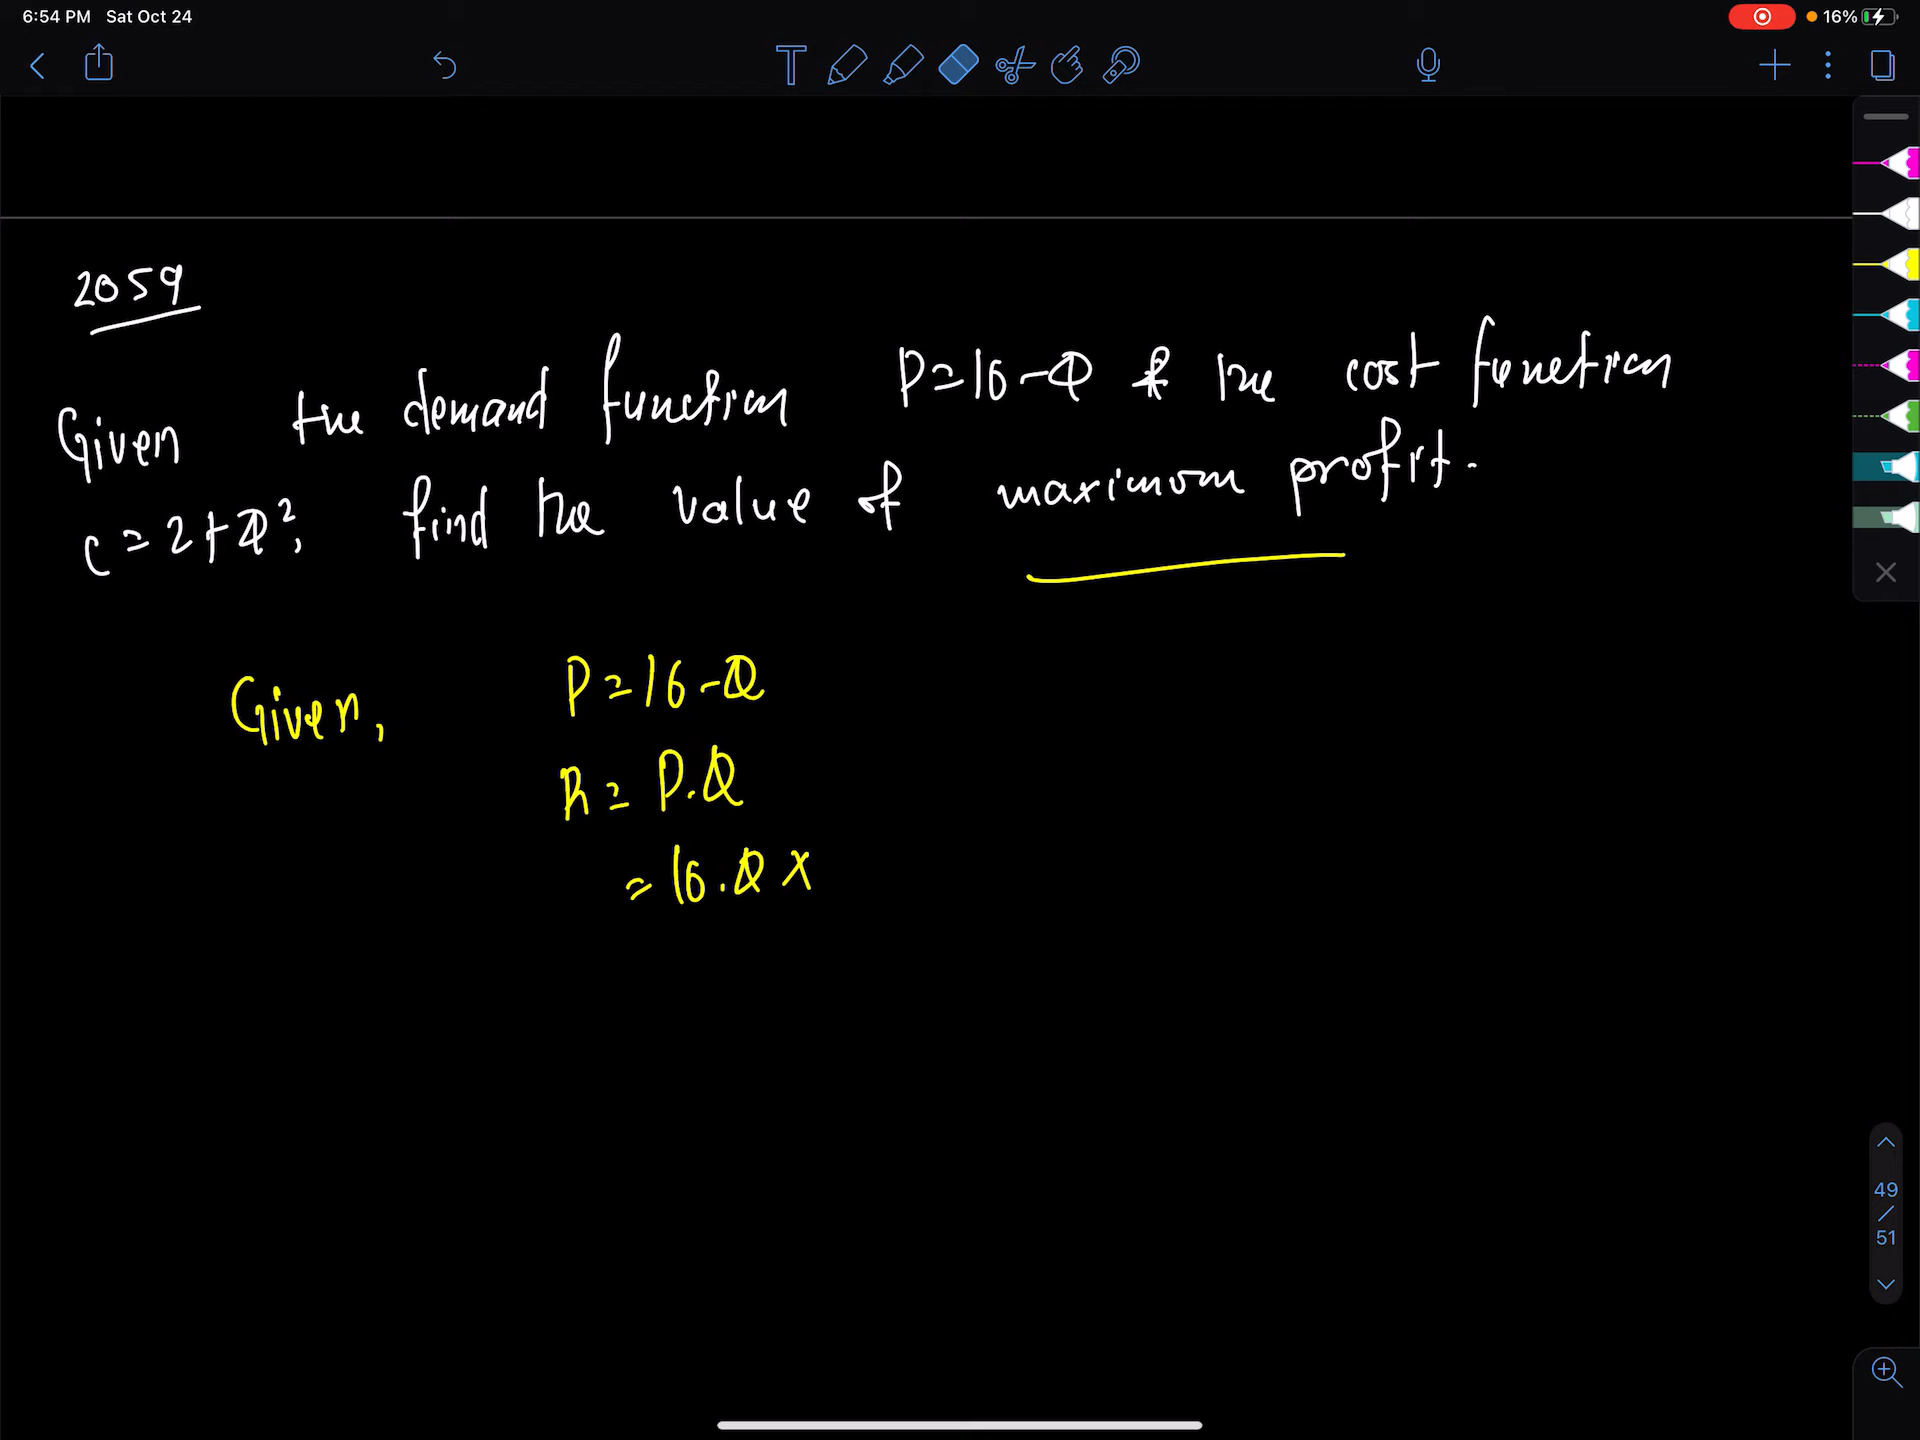 6:54 PM Sat Oct 24
16%
2059
Given the demand function P=16-Q & the cost function
C=2+Q²; find the value of maximum profit.
Given, P=16-Q
R= P.Q
=16.Q x
49
/
51